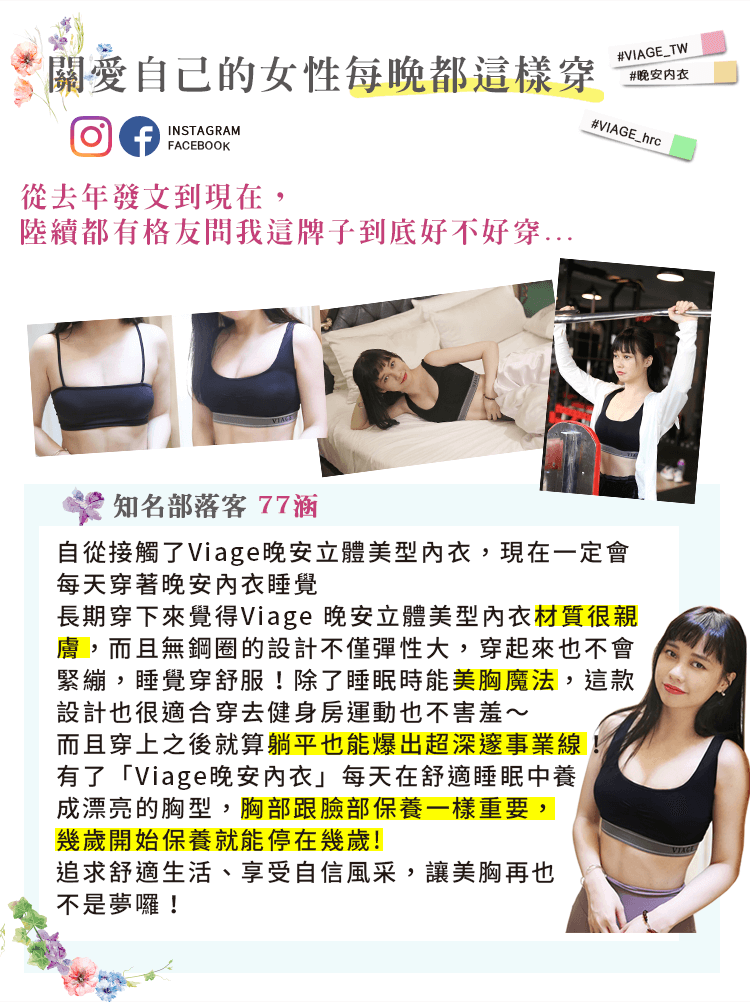 關愛自己的女性每晚都這樣穿
#VIAGE_TW
#晚安内衣
#VIAGE_hrc
INSTAGRAM
FACEBOOK
從去年發文到現在，
陸續都有格友問我這牌子到底好不好穿...
VIAGE
知名部落客 77涵
自從接觸了Viage晚安立體美型內衣，現在一定會
每天穿著晚安內衣睡覺
長期穿下來覺得Viage 晚安立體美型內衣材質很親
膚，而且無鋼圈的設計不僅彈性大，穿起來也不會
緊繃，睡覺穿舒服！除了睡眠時能美胸魔法，這款
設計也很適合穿去健身房運動也不害羞～
而且穿上之後就算躺平也能爆出超深邃事業線！
有了「Viage晚安內衣」每天在舒適睡眠中養
成漂亮的胸型，胸部跟臉部保養一樣重要，
幾歲開始保養就能停在幾歲!
追求舒適生活、享受自信風采，讓美胸再也
不是夢囉！
VIAGE